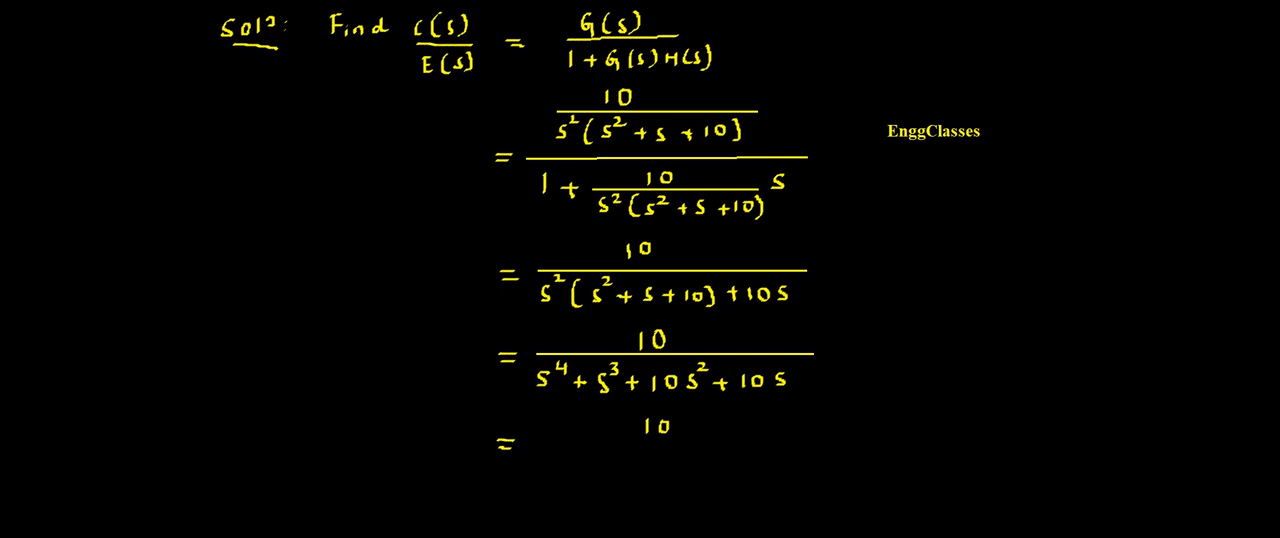 Soln: Find C(s)/E(s) = G(s)/1 + G(s) H(s)
= 10/s²(s² + s + 10) / 1 + 10/s²(s² + s + 10) s
EnggClasses
= 10/s²(s² + s + 10) + 10s
= 10/s⁴ + s³ + 10s² + 10s
= 10